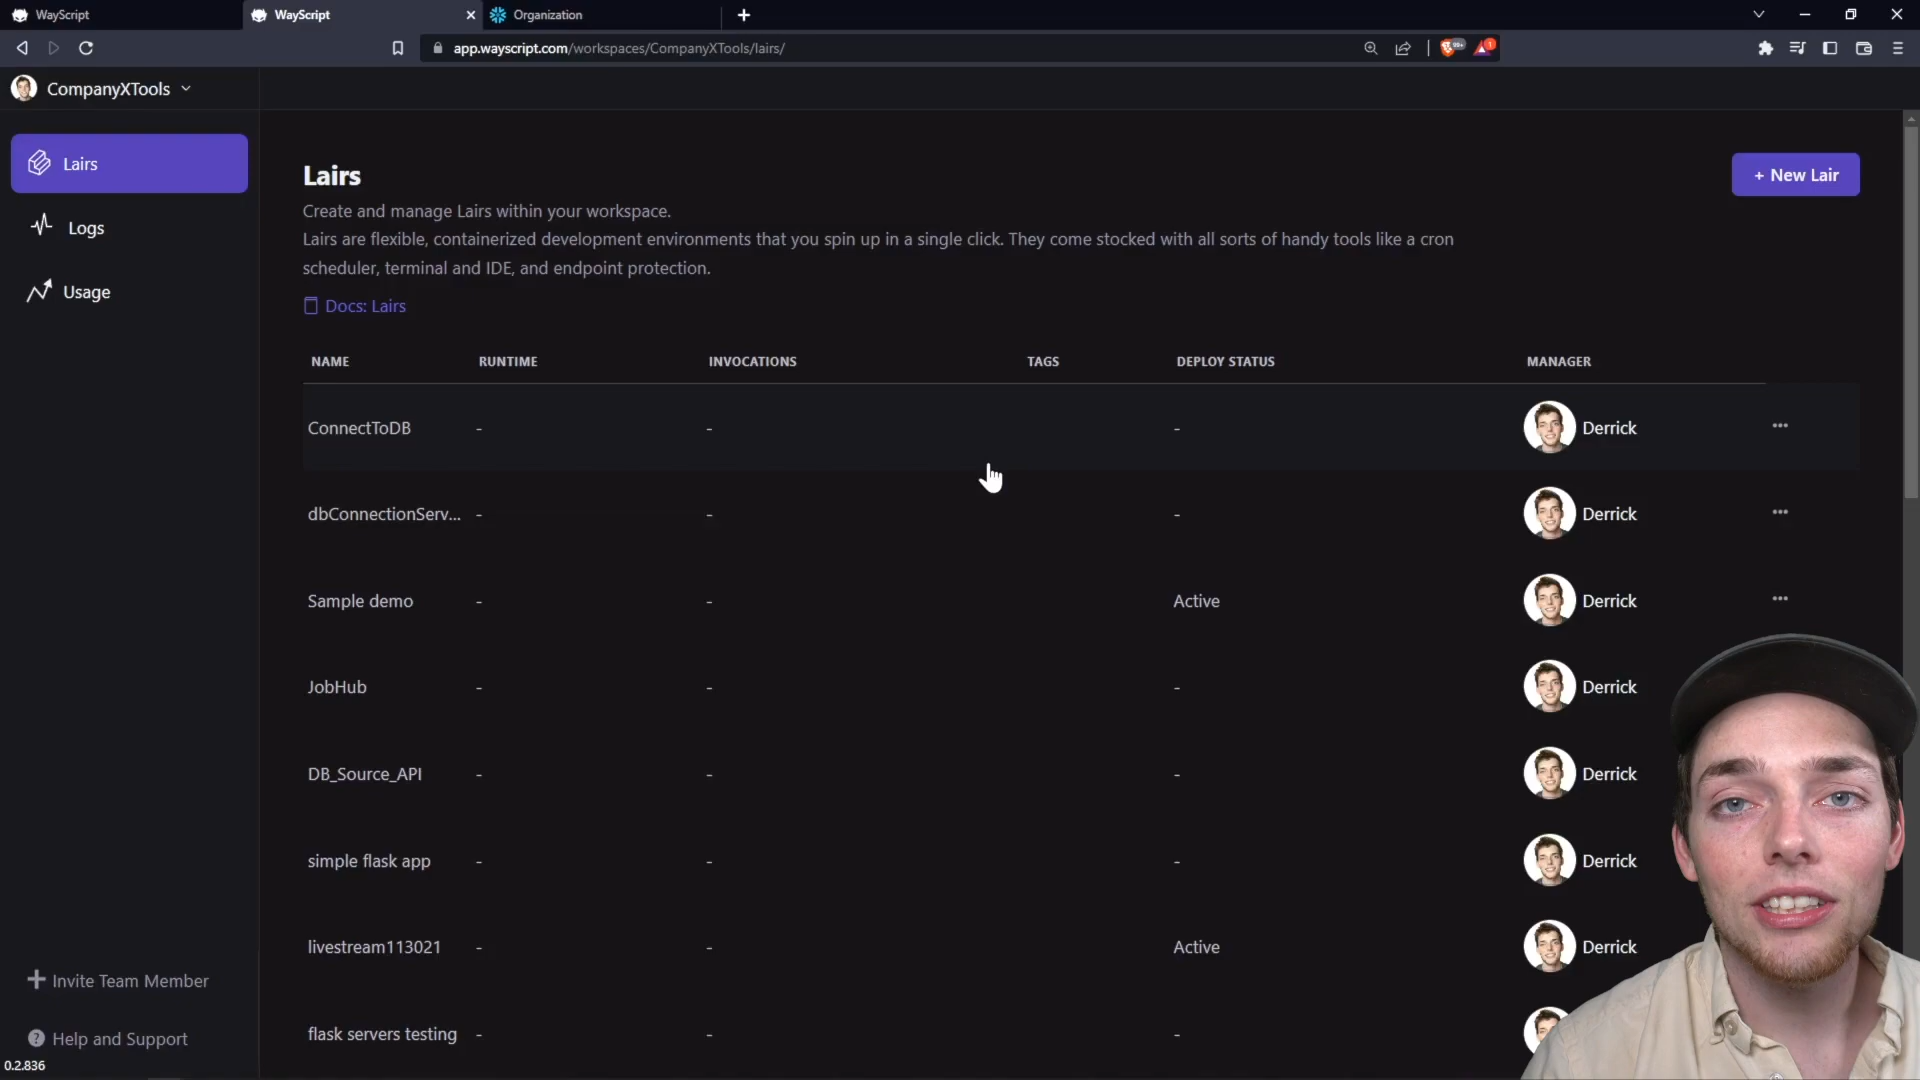 WayScript
WayScript
Organization
app.wayscript.com/workspaces/CompanyXTools/lairs/
99+
1
CompanyXTools
Lairs
Logs
Usage
Lairs
+ New Lair
Create and manage Lairs within your workspace.
Lairs are flexible, containerized development environments that you spin up in a single click. They come stocked with all sorts of handy tools like a cron
scheduler, terminal and IDE, and endpoint protection.
Docs: Lairs
NAME RUNTIME INVOCATIONS TAGS DEPLOY STATUS MANAGER
ConnectToDB - - - Derrick
dbConnectionServ... - - - Derrick
Sample demo - - Active Derrick
JobHub - - - Derrick
DB_Source_API - - - Derrick
simple flask app - - - Derrick
livestream113021 - - Active Derrick
flask servers testing - - -
Invite Team Member
Help and Support
0.2.836